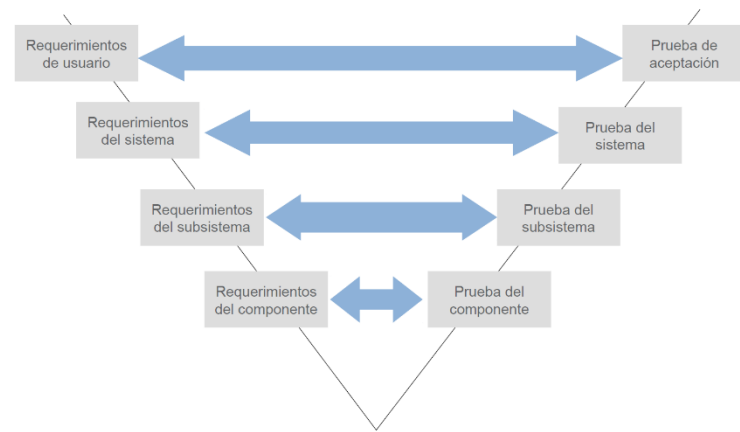 Requerimientos
de usuario
Prueba de
aceptación
Requerimientos
del sistema
Prueba del
sistema
Requerimientos
del subsistema
Prueba del
subsistema
Requerimientos
del componente
Prueba del
componente